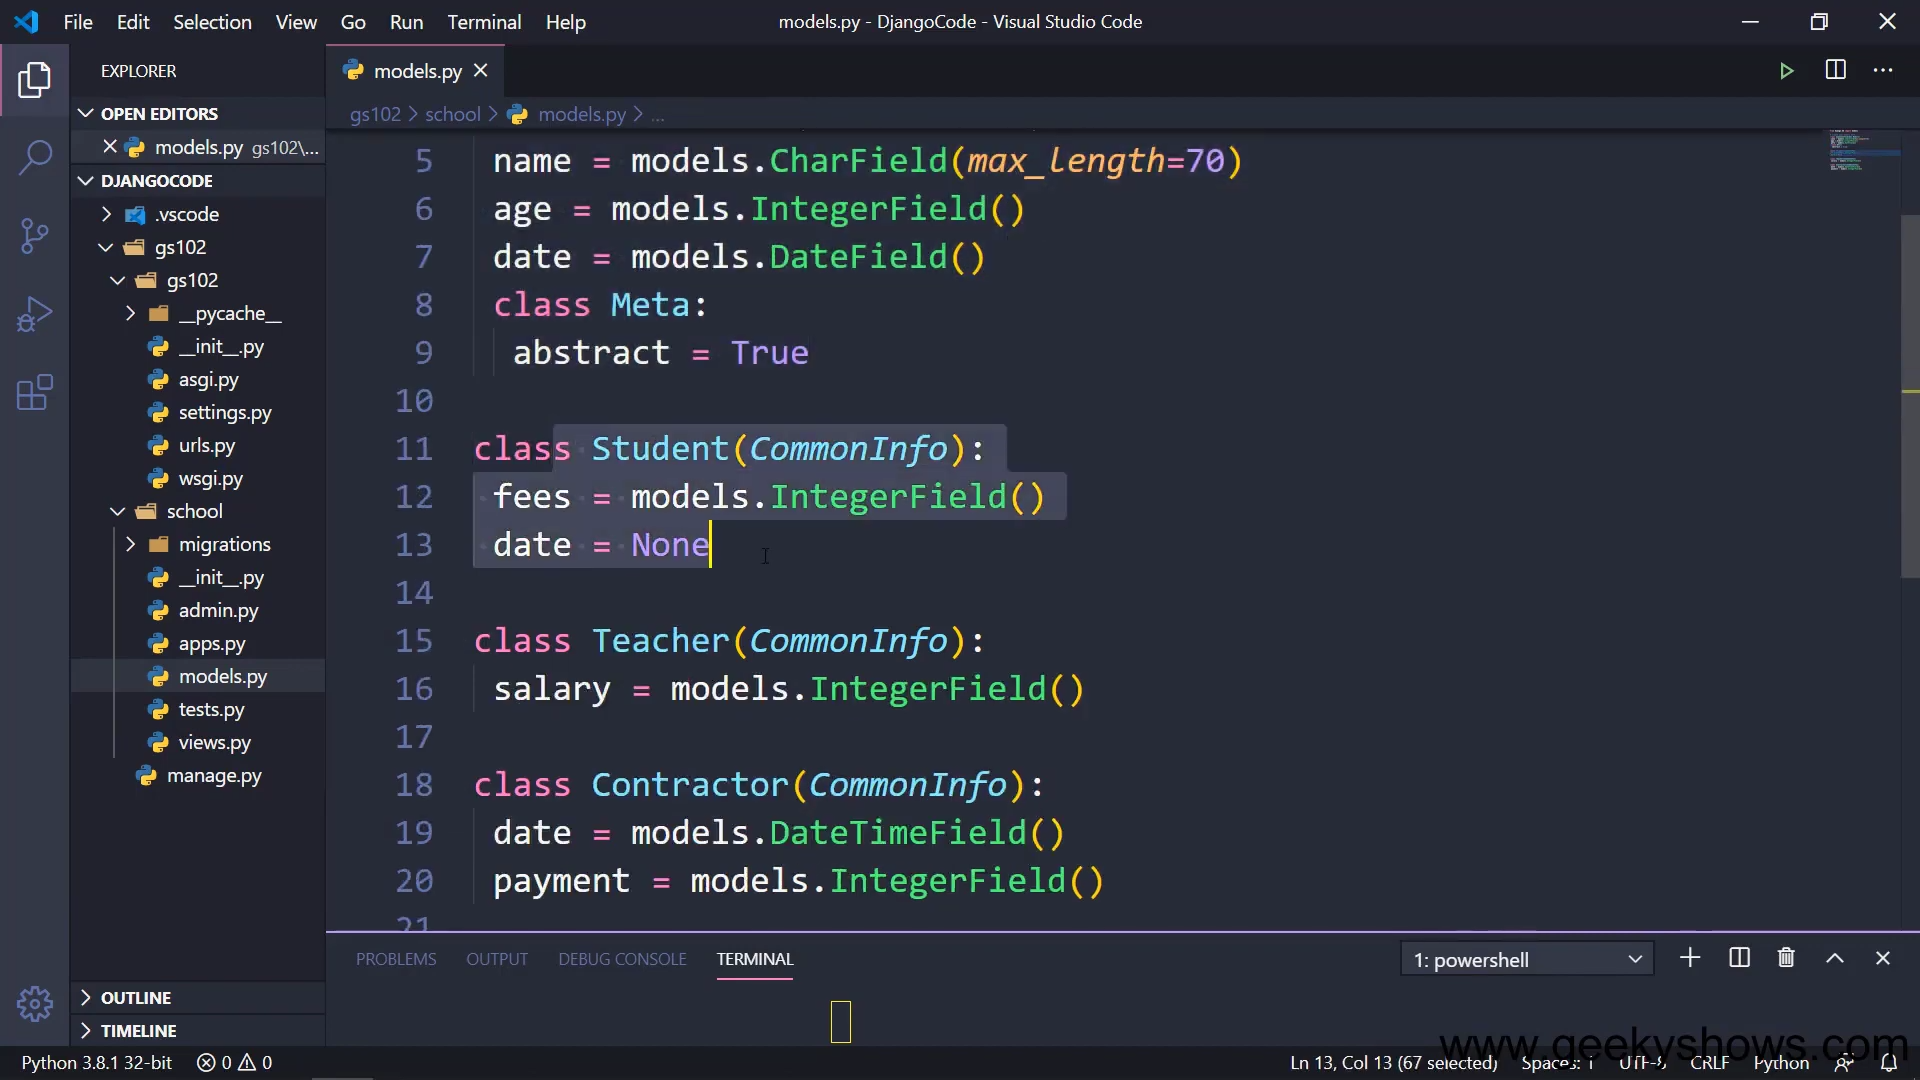 File Edit Selection View Go Run Terminal Help
models.py - DjangoCode - Visual Studio Code
EXPLORER
OPEN EDITORS
models.py gs102\...
DJANGOCODE
.vscode
gs102
gs102
__pycache__
__init__.py
asgi.py
settings.py
urls.py
wsgi.py
school
migrations
__init__.py
admin.py
apps.py
models.py
tests.py
views.py
manage.py
OUTLINE
TIMELINE
models.py
gs102 > school > models.py > ...
5 name = models.CharField(max_length=70)
6 age = models.IntegerField()
7 date = models.DateField()
8 class Meta:
9 abstract = True
10
11 class Student(CommonInfo):
12 fees = models.IntegerField()
13 date = None
14
15 class Teacher(CommonInfo):
16 salary = models.IntegerField()
17
18 class Contractor(CommonInfo):
19 date = models.DateTimeField()
20 payment = models.IntegerField()
21
PROBLEMS OUTPUT DEBUG CONSOLE TERMINAL
1: powershell
www.geekyshows.com
Python 3.8.1 32-bit 0 0
Ln 13, Col 13 (67 selected) Spaces: 1 UTF-8 CRLF Python